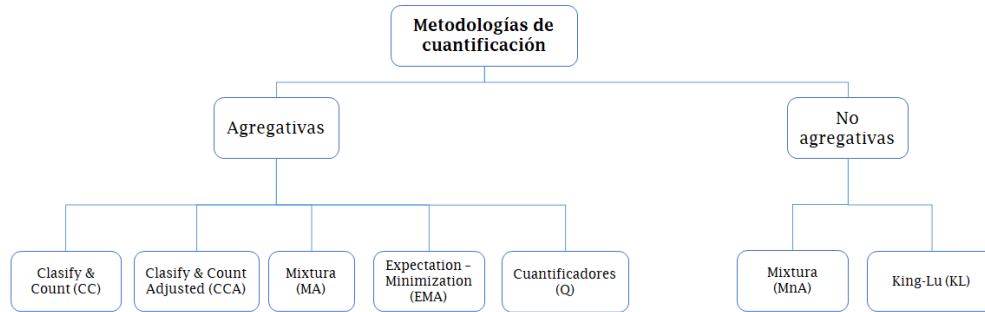 Metodologías de
cuantificación
Agregativas
No
agregativas
Clasify &
Count (CC)
Clasify & Count
Adjusted (CCA)
Mixtura
(MA)
Expectation –
Minimization
(EMA)
Cuantificadores
(Q)
Mixtura
(MnA)
King-Lu (KL)